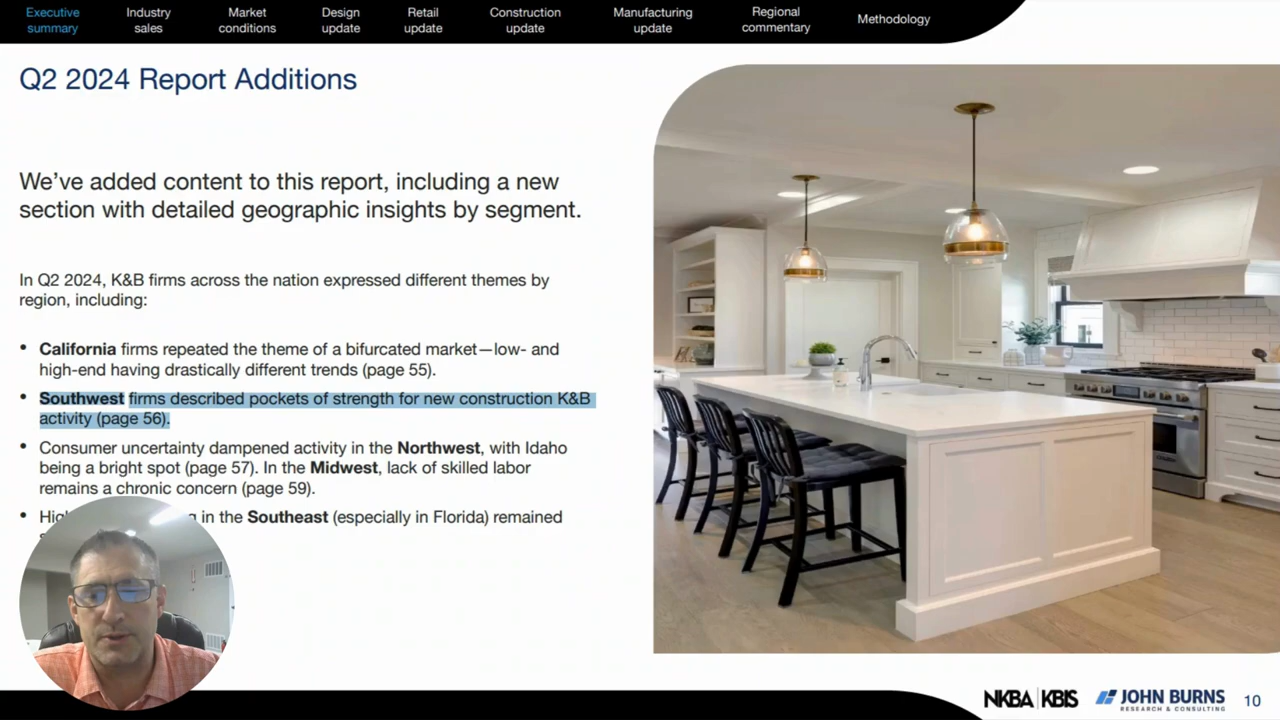 Executive summary
Industry sales
Market conditions
Design update
Retail update
Construction update
Manufacturing update
Regional commentary
Methodology
Q2 2024 Report Additions
We've added content to this report, including a new
section with detailed geographic insights by segment.
In Q2 2024, K&B firms across the nation expressed different themes by
region, including:
• California firms repeated the theme of a bifurcated market—low- and
high-end having drastically different trends (page 55).
• Southwest firms described pockets of strength for new construction K&B
activity (page 56).
• Consumer uncertainty dampened activity in the Northwest, with Idaho
being a bright spot (page 57). In the Midwest, lack of skilled labor
remains a chronic concern (page 59).
• in the Southeast (especially in Florida) remained
NKBA | KBIS
JOHN BURNS
RESEARCH & CONSULTING
10